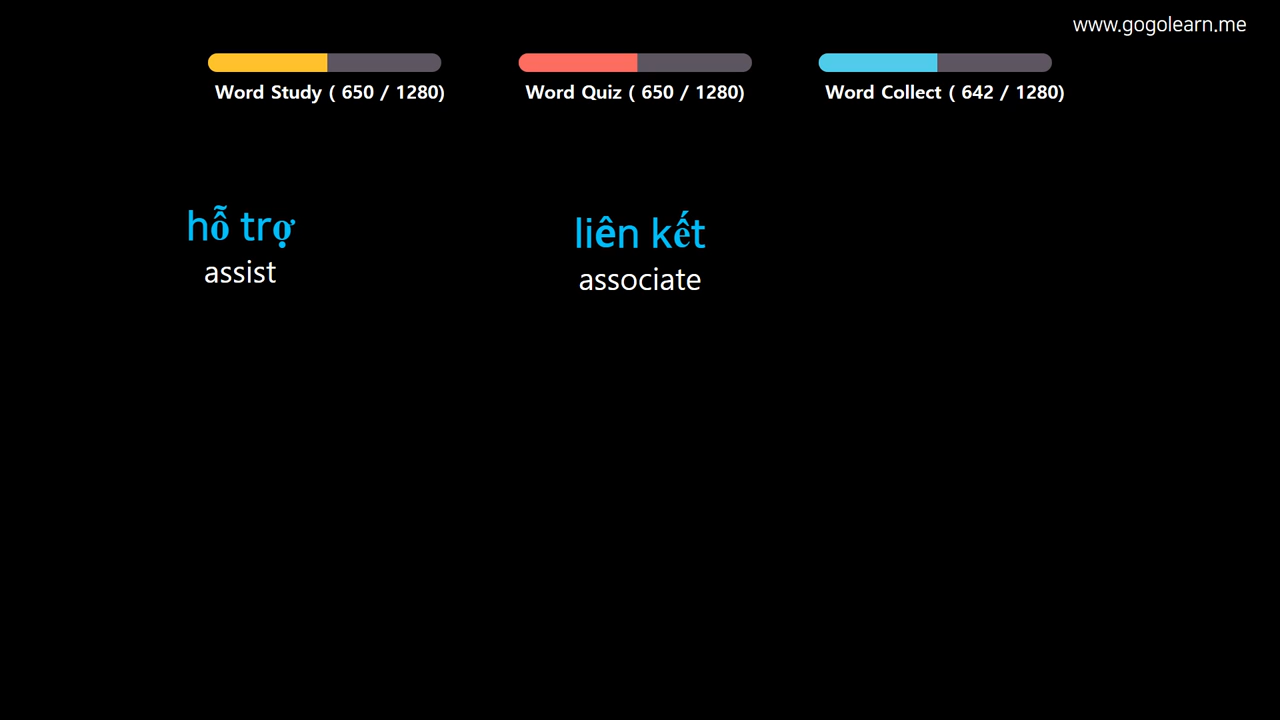 www.gogolearn.me
Word Study ( 650 / 1280)
Word Quiz ( 650 / 1280)
Word Collect ( 642 / 1280)
hỗ trợ
assist
liên kết
associate